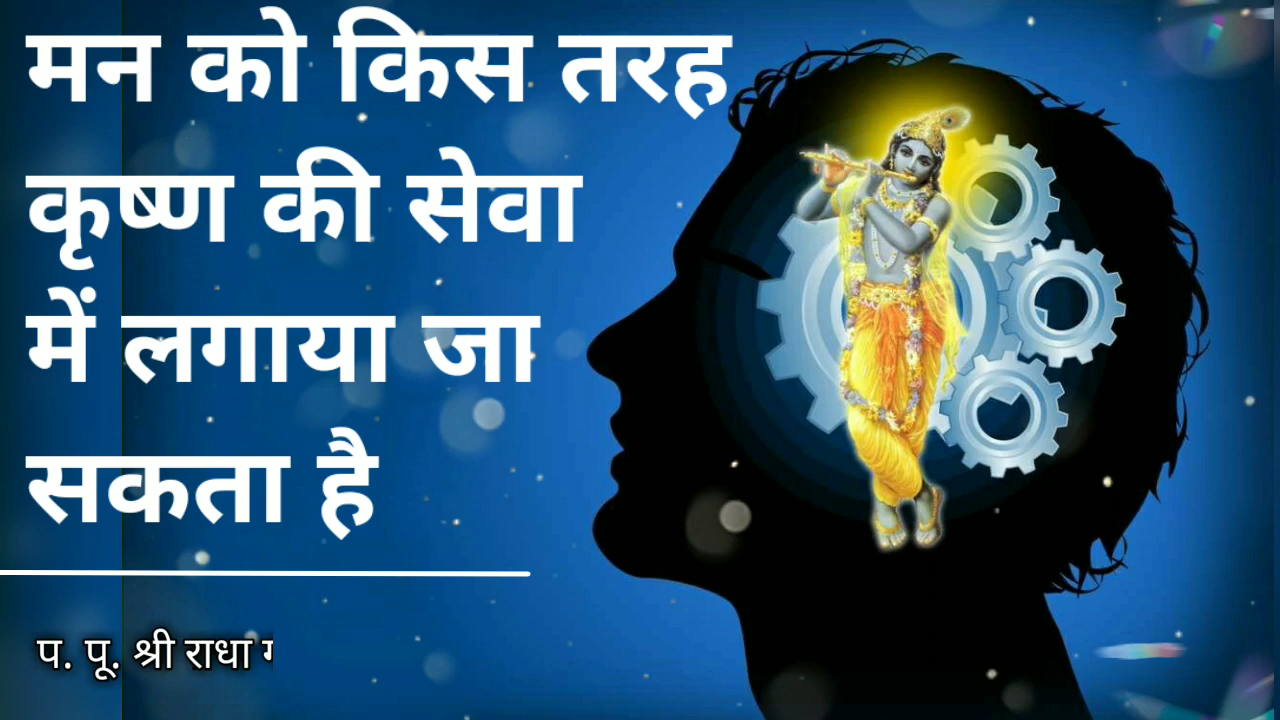 मन को किस तरह
कृष्ण की सेवा
में लगाया जा
सकता है
प. पू. श्री राधा